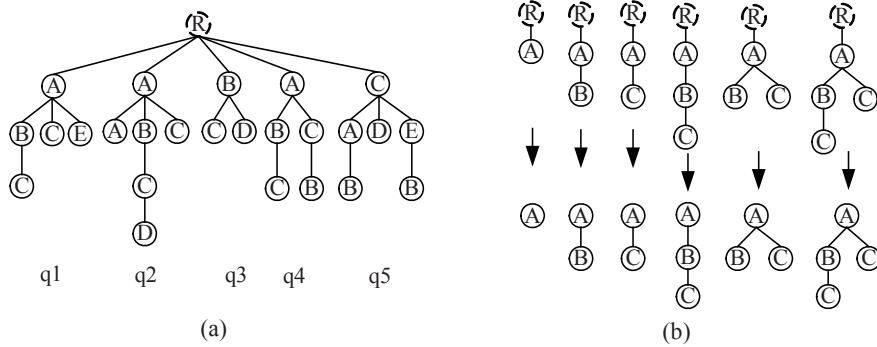 R
A A B A C
B C E A B C C D B C A D E
C C C B B B
D
q1 q2 q3 q4 q5
(a)
R R R R R R
A A A A A A
B C B B C B C
C C
A A A A A A
B C B B C B C
C C
(b)